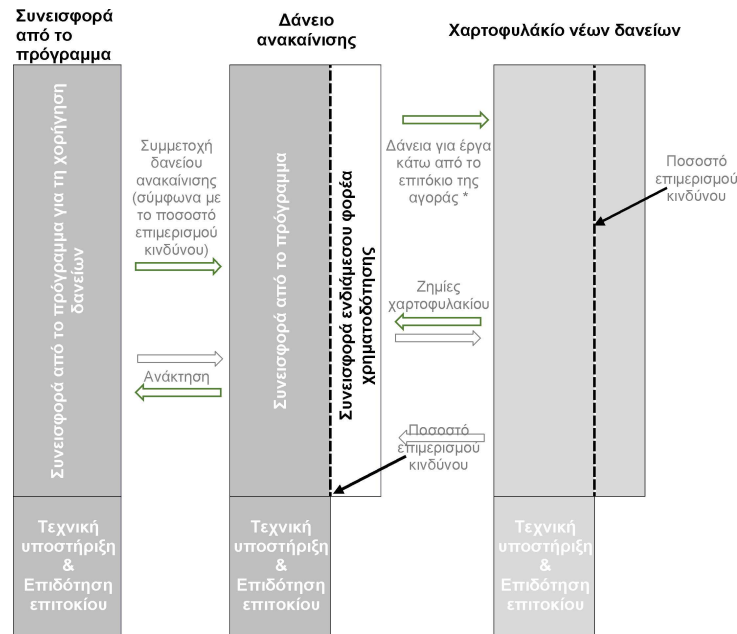 Συνεισφορά
από το
πρόγραμμα
Δάνειο
ανακαίνισης
Χαρτοφυλάκίο νέων δανείων
Συνεισφορά από το πρόγραμμα για τη χορήγηση
δανείων
Συμμετοχή
δανείου
ανακαίνισης
(σύμφωνα με
το ποσοστό
επιμερισμού
κινδύνου)
Ανάκτηση
Συνεισφορά από το πρόγραμμα
Συνεισφορά ενδιάμεσου φορέα
χρηματοδότησης
Δάνεια για έργα
κάτω από το
επιτόκιο της
αγοράς *
Ζημίες
χαρτοφυλακίου
Ποσοστό
επιμερισμού
κινδύνου
Ποσοστό
επιμερισμού
κινδύνου
Τεχνική
υποστήριξη
&
Επιδότηση
επιτοκίου
Τεχνική
υποστήριξη
&
Επιδότηση
επιτοκίου
Τεχνική
υποστήριξη
&
Επιδότηση
επιτοκίου